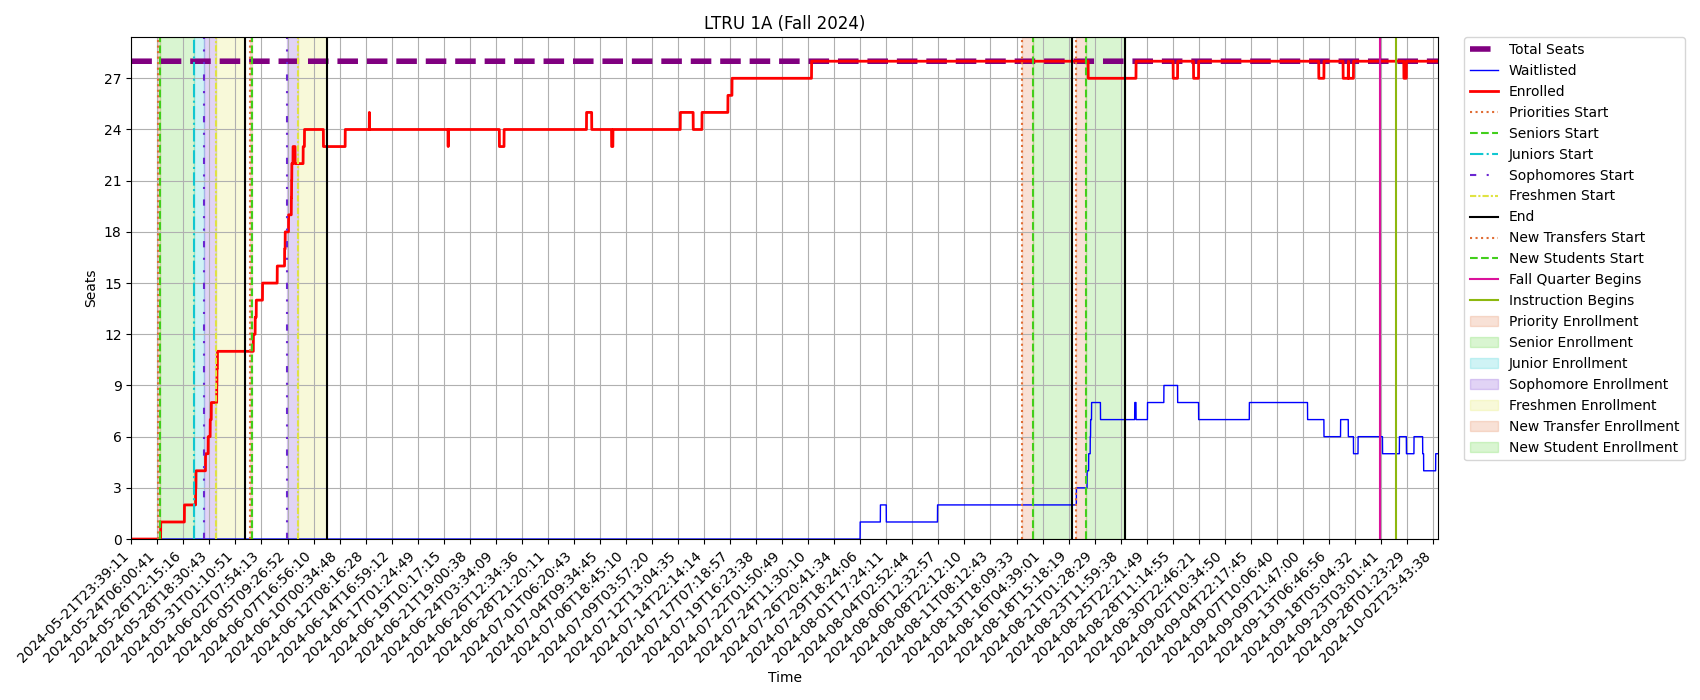 LTRU 1A (Fall 2024)
Seats
27
24
21
18
15
12
9
6
3
0
2024-05-21T23:39:11
2024-05-24T06:00:41
2024-05-26T12:15:16
2024-05-28T18:30:43
2024-05-31T01:10:51
2024-06-02T07:54:13
2024-06-05T09:26:52
2024-06-07T16:56:10
2024-06-10T00:34:48
2024-06-12T08:16:28
2024-06-14T16:59:12
2024-06-17T01:24:49
2024-06-19T10:17:15
2024-06-21T19:00:38
2024-06-24T03:34:09
2024-06-26T12:34:36
2024-06-28T21:20:11
2024-07-01T06:20:43
2024-07-04T09:34:45
2024-07-06T18:45:10
2024-07-09T03:57:20
2024-07-12T13:04:35
2024-07-14T22:14:14
2024-07-17T07:18:57
2024-07-19T16:23:38
2024-07-22T01:50:49
2024-07-24T11:30:10
2024-07-26T20:41:34
2024-07-29T18:24:06
2024-08-01T17:24:11
2024-08-04T02:52:44
2024-08-06T12:32:57
2024-08-08T22:12:10
2024-08-11T08:12:43
2024-08-13T18:09:33
2024-08-16T04:39:01
2024-08-18T15:18:19
2024-08-21T01:28:29
2024-08-23T11:59:38
2024-08-25T22:21:49
2024-08-28T11:14:55
2024-08-30T22:46:21
2024-09-02T10:34:50
2024-09-04T22:17:45
2024-09-07T10:06:40
2024-09-09T21:47:00
2024-09-13T06:46:56
2024-09-18T05:04:32
2024-09-23T03:01:41
2024-09-28T01:23:29
2024-10-02T23:43:38
Time
Total Seats
Waitlisted
Enrolled
Priorities Start
Seniors Start
Juniors Start
Sophomores Start
Freshmen Start
End
New Transfers Start
New Students Start
Fall Quarter Begins
Instruction Begins
Priority Enrollment
Senior Enrollment
Junior Enrollment
Sophomore Enrollment
Freshmen Enrollment
New Transfer Enrollment
New Student Enrollment